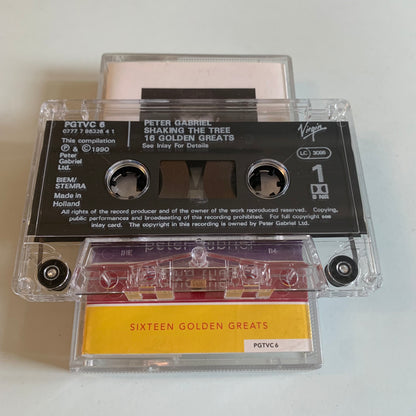 PGTVC 6
0777 7 86326 4 1
This compilation
℗ & © 1990
Peter
Gabriel
Ltd.
BIEM/
STEMRA
Made in
Holland
PETER GABRIEL
SHAKING THE TREE
16 GOLDEN GREATS
See Inlay For Details
Virgin
LC 3098
1
B NR
All rights of the record producer and of the owner of the work reproduced reserved. Copying,
public performances and broadcasting of this recording prohibited. For full copyright see
inlay card. The copyright in this recording is owned by Peter Gabriel Ltd.
peter gabriel
SIXTEEN GOLDEN GREATS
PGTVC 6